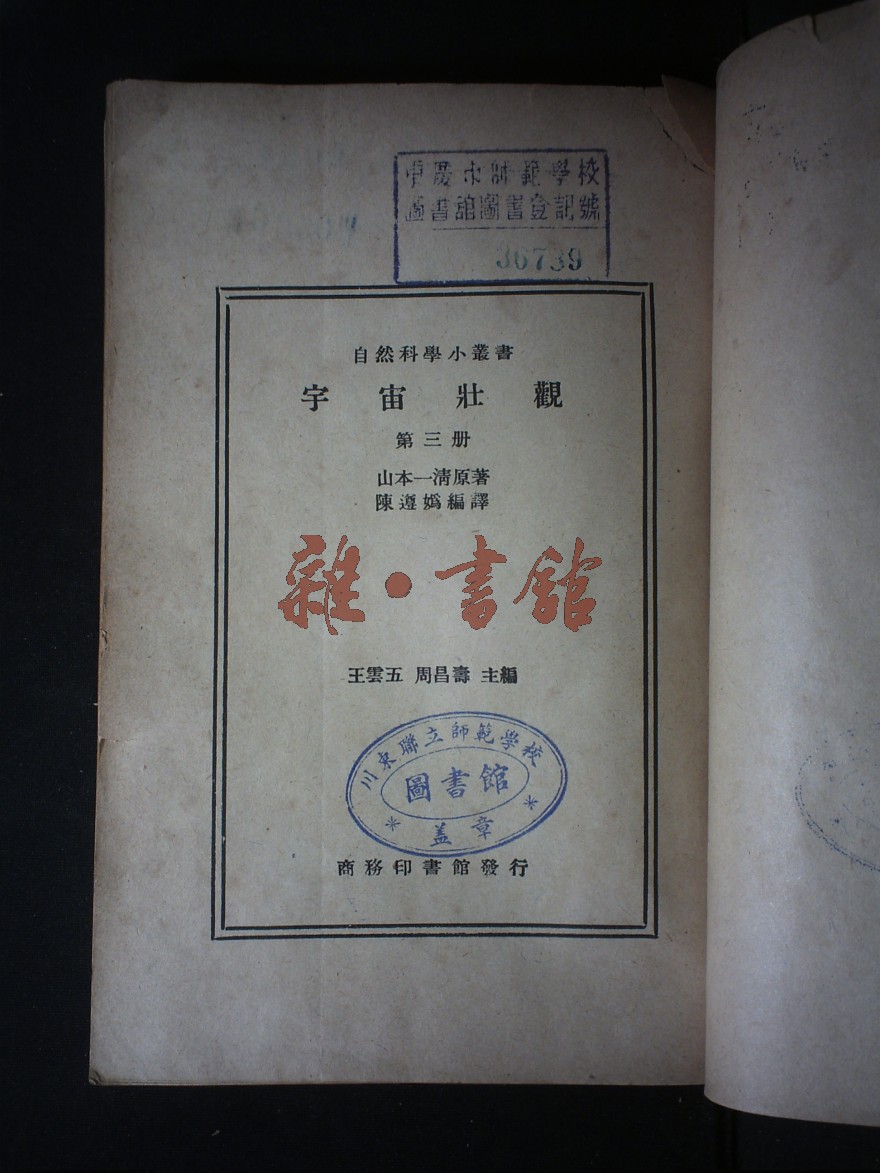 重慶市師範學校
圖書館圖書登記號
36739
自然科學小叢書
宇宙壯觀
第三册
山本一清原著
陳遵媯編譯
雜·書館
王雲五 周昌壽 主編
川東聯立師範學校
圖書館
蓋章
商務印書館發行